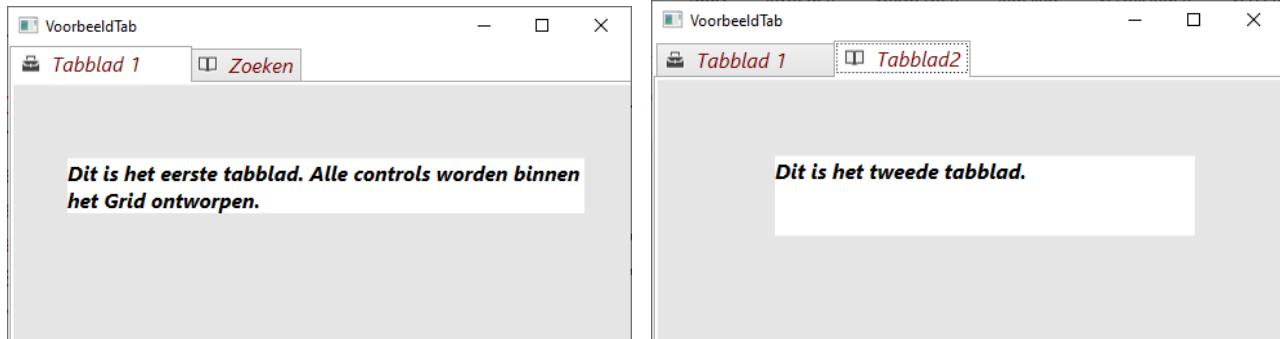 VoorbeeldTab
Tabblad 1
Zoeken
Dit is het eerste tabblad. Alle controls worden binnen
het Grid ontworpen.
VoorbeeldTab
Tabblad 1
Tabblad2
Dit is het tweede tabblad.